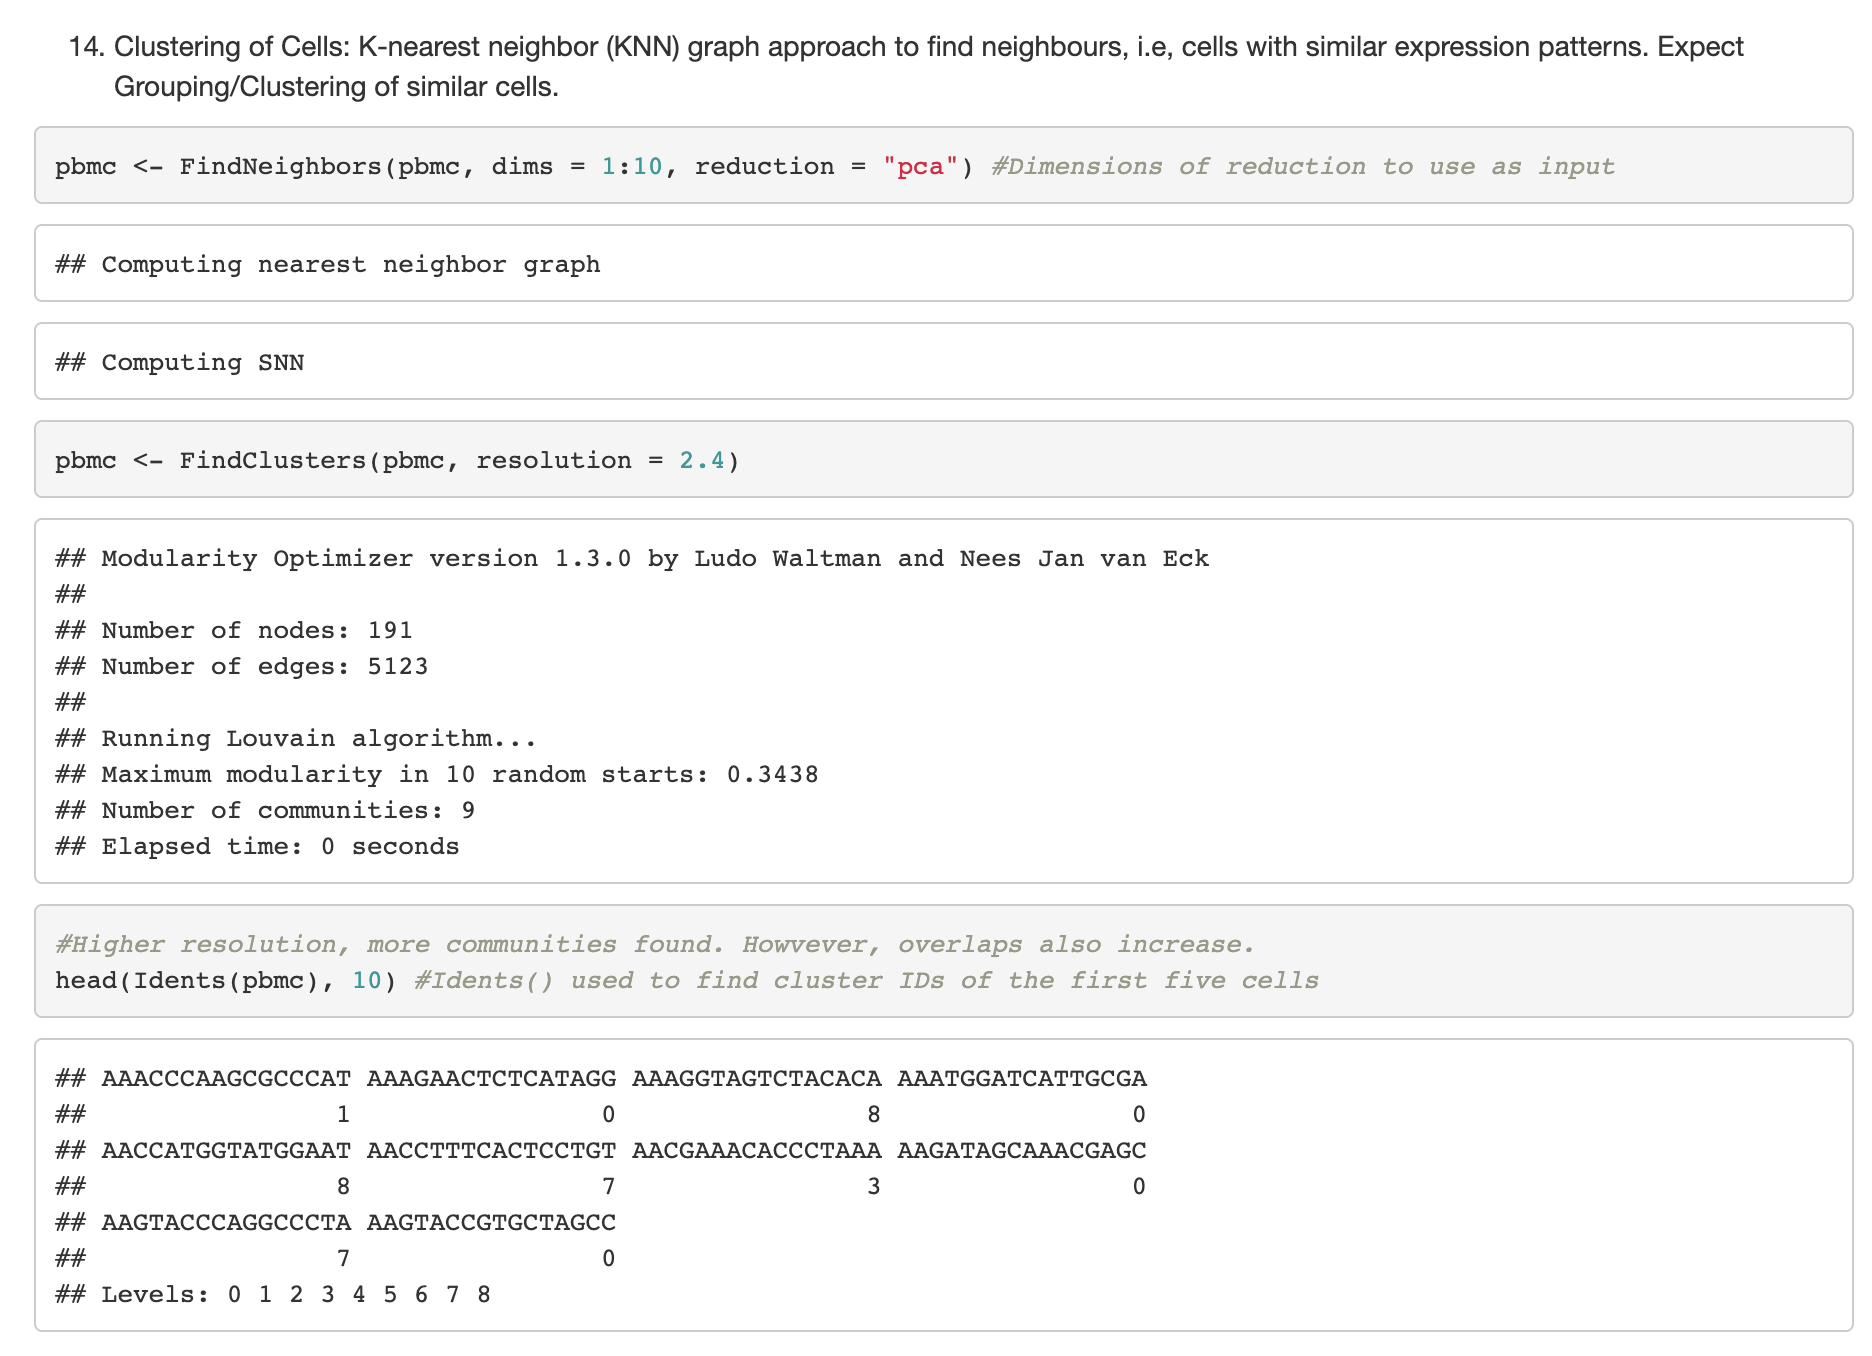 14. Clustering of Cells: K-nearest neighbor (KNN) graph approach to find neighbours, i.e, cells with similar expression patterns. Expect
Grouping/Clustering of similar cells.
pbmc <- FindNeighbors(pbmc, dims = 1:10, reduction = "pca") #Dimensions of reduction to use as input
## Computing nearest neighbor graph
## Computing SNN
pbmc <- FindClusters(pbmc, resolution = 2.4)
## Modularity Optimizer version 1.3.0 by Ludo Waltman and Nees Jan van Eck
##
## Number of nodes: 191
## Number of edges: 5123
##
## Running Louvain algorithm...
## Maximum modularity in 10 random starts: 0.3438
## Number of communities: 9
## Elapsed time: 0 seconds
#Higher resolution, more communities found. Howvever, overlaps also increase.
head(Idents(pbmc), 10) #Idents() used to find cluster IDs of the first five cells
## AAACCCAAGCGCCCAT AAAGAACTCTCATAGG AAAGGTAGTCTACACA AAATGGATCATTGCGA
##                1                0                8                0
## AACCATGGTATGGAAT AACCTTTCACTCCTGT AACGAAACACCCTAAA AAGATAGCAAACGAGC
##                8                7                3                0
## AAGTACCCAGGCCCTA AAGTACCGTGCTAGCC
##                7                0
## Levels: 0 1 2 3 4 5 6 7 8